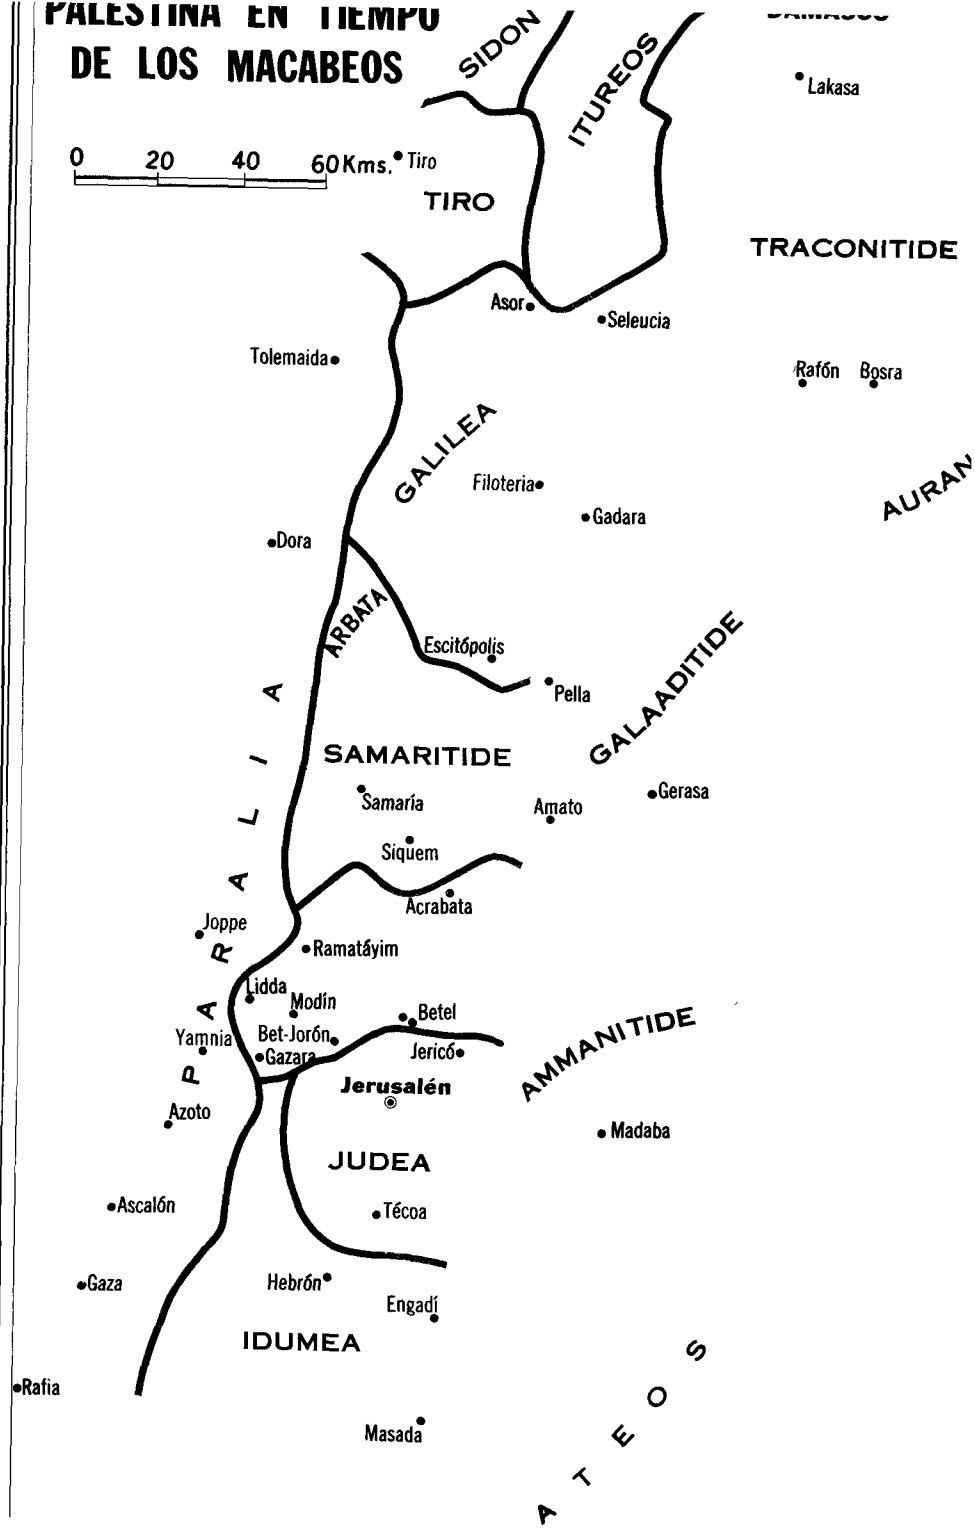 PALESTINA EN TIEMPO
DE LOS MACABEOS
SIDON
ITUREOS
DAMASCO
Lakasa
0 20 40 60 Kms.
Tiro
TIRO
TRACONITIDE
Asor
Seleucia
Tolemaida
Rafón
Bosra
GALILEA
AURAN
Filoteria
Gadara
Dora
ARBATA
Escitópolis
Pella
GALAADITIDE
PARALIA
SAMARITIDE
Samaría
Amato
Gerasa
Siquem
Acrabata
Joppe
Ramatáyim
Lidda
Modín
Betel
AMMANITIDE
Yamnia
Bet-Jorón
Gazara
Jericó
Jerusalén
Azoto
Madaba
JUDEA
Ascalón
Técoa
Gaza
Hebrón
Engadí
IDUMEA
Rafia
Masada
ATEOS